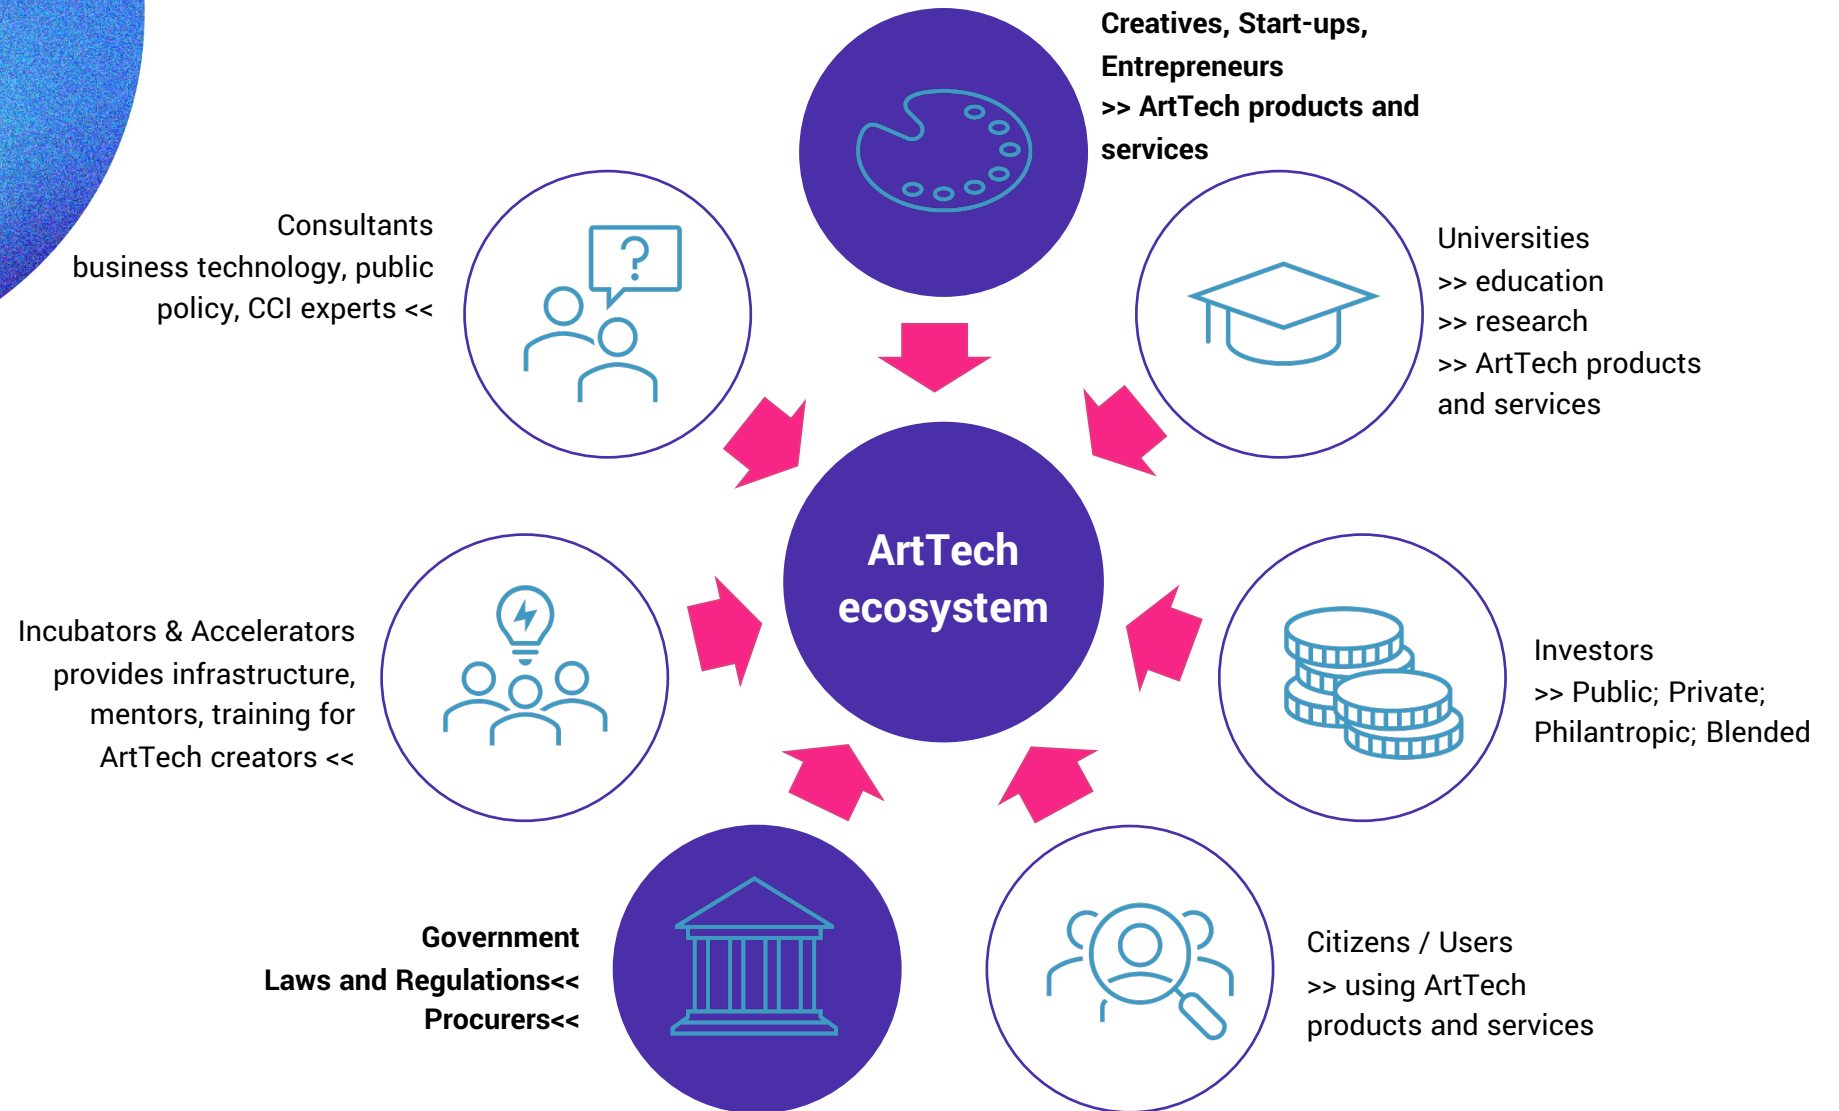 Creatives, Start-ups,
Entrepreneurs
>> ArtTech products and
services
Consultants
business technology, public
policy, CCI experts <<
?
Universities
>> education
>> research
>> ArtTech products
and services
ArtTech
ecosystem
Incubators & Accelerators
provides infrastructure,
mentors, training for
ArtTech creators <<
Investors
>> Public; Private;
Philantropic; Blended
Government
Laws and Regulations<<
Procurers<<
Citizens / Users
>> using ArtTech
products and services